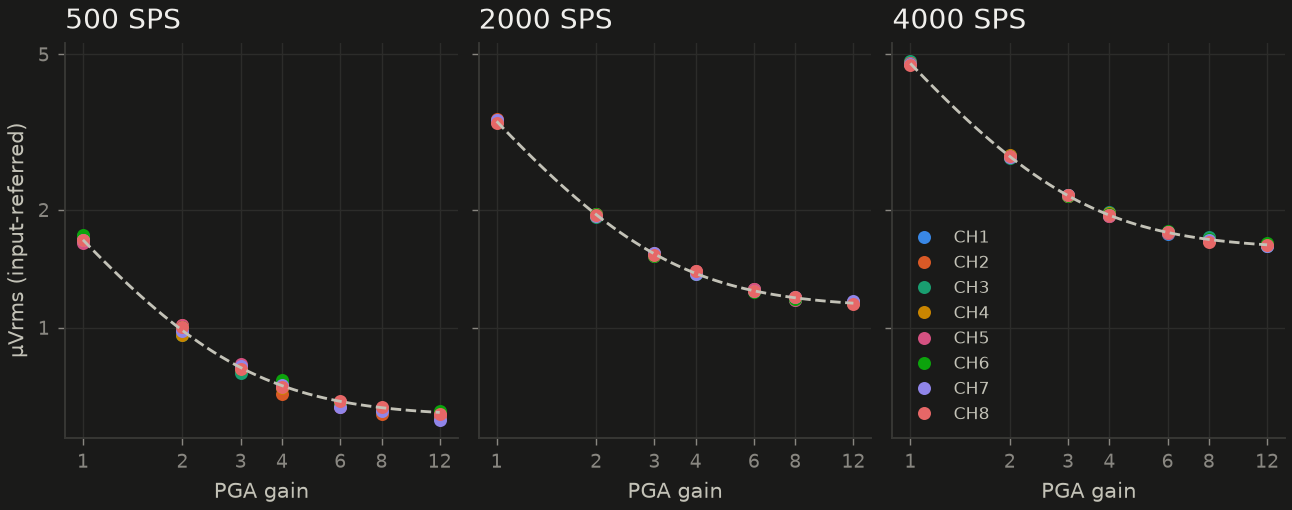 500 SPS
2000 SPS
4000 SPS
µVrms (input-referred)
5
2
1
1 2 3 4 6 8 12
PGA gain
1 2 3 4 6 8 12
PGA gain
1 2 3 4 6 8 12
PGA gain
CH1
CH2
CH3
CH4
CH5
CH6
CH7
CH8